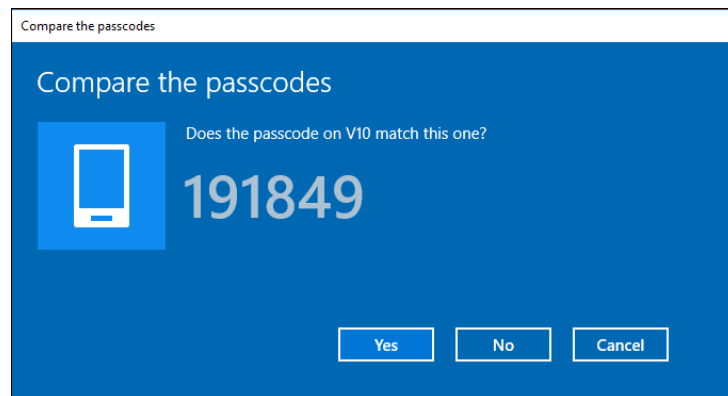 Compare the passcodes
Compare the passcodes
Does the passcode on V10 match this one?
191849
Yes
No
Cancel